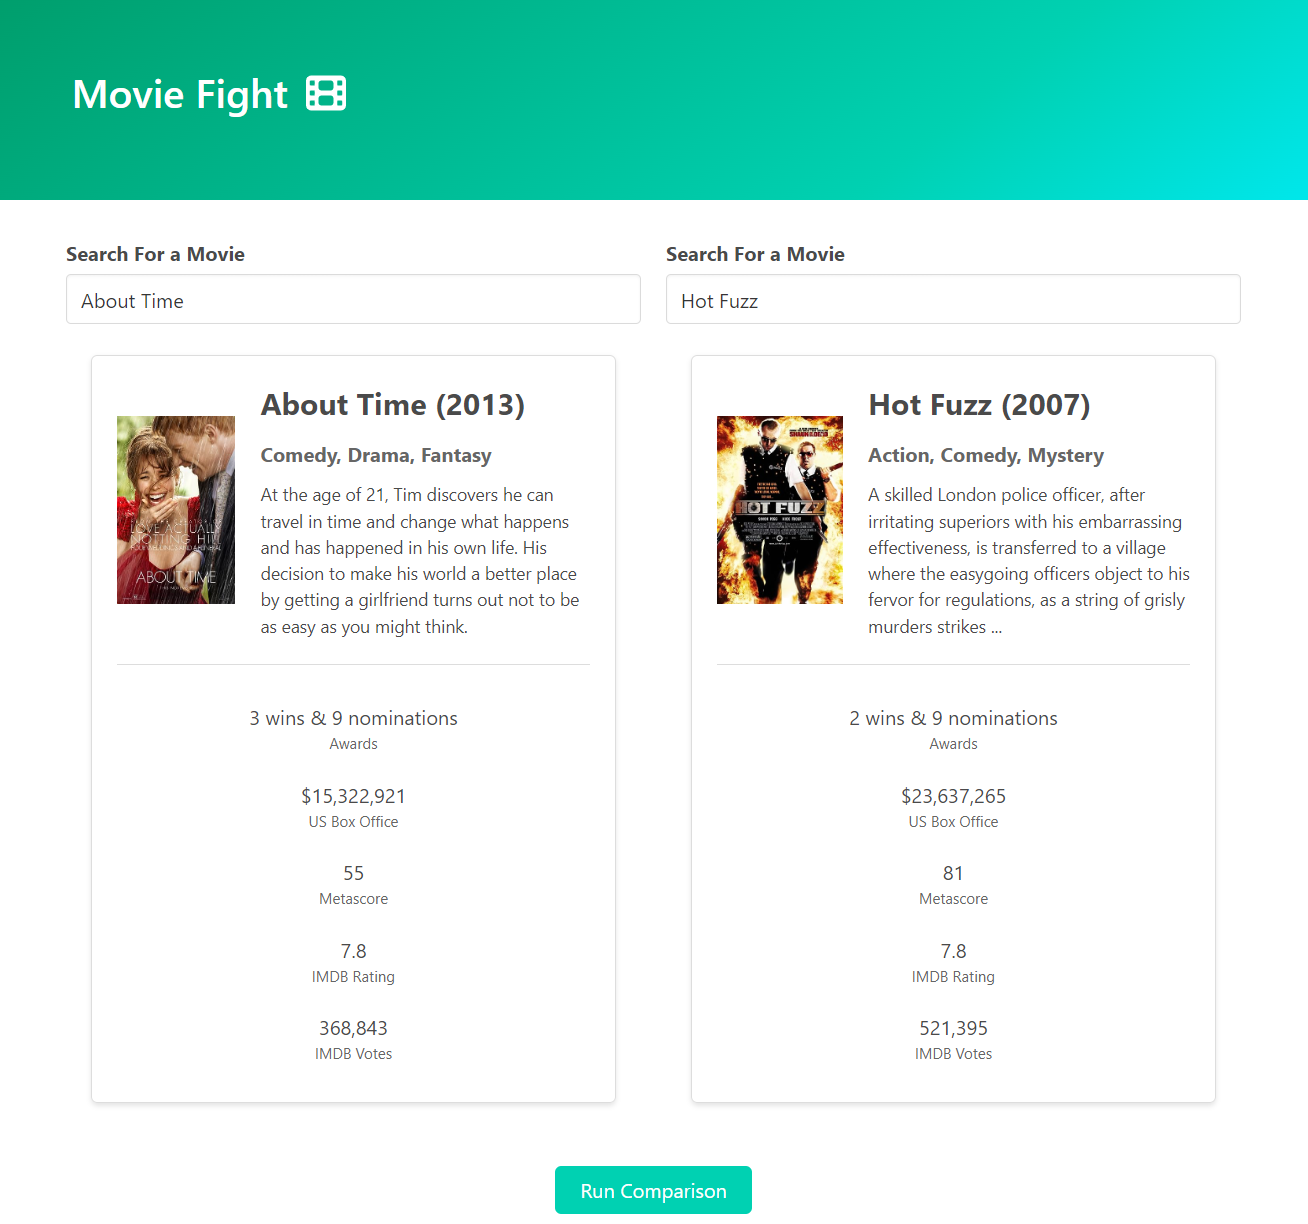 Movie Fight
Search For a Movie
About Time
About Time (2013)
Comedy, Drama, Fantasy
At the age of 21, Tim discovers he can
travel in time and change what happens
and has happened in his own life. His
decision to make his world a better place
by getting a girlfriend turns out not to be
as easy as you might think.
LOVE ACTUALLY
NOTTING HILL
ABOUT TIME
3 wins & 9 nominations
Awards
$15,322,921
US Box Office
55
Metascore
7.8
IMDB Rating
368,843
IMDB Votes
Search For a Movie
Hot Fuzz
Hot Fuzz (2007)
Action, Comedy, Mystery
A skilled London police officer, after
irritating superiors with his embarrassing
effectiveness, is transferred to a village
where the easygoing officers object to his
fervor for regulations, as a string of grisly
murders strikes ...
HOT FUZZ
2 wins & 9 nominations
Awards
$23,637,265
US Box Office
81
Metascore
7.8
IMDB Rating
521,395
IMDB Votes
Run Comparison